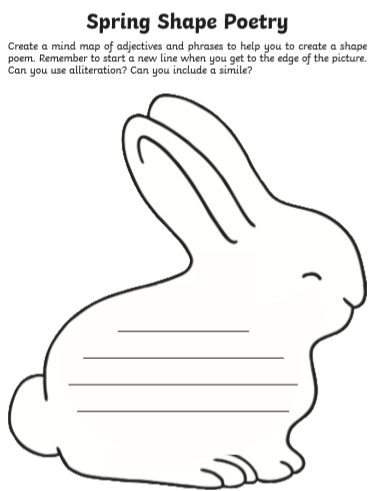 Spring Shape Poetry
Create a mind map of adjectives and phrases to help you to create a shape
poem. Remember to start a new line when you get to the edge of the picture.
Can you use alliteration? Can you include a simile?